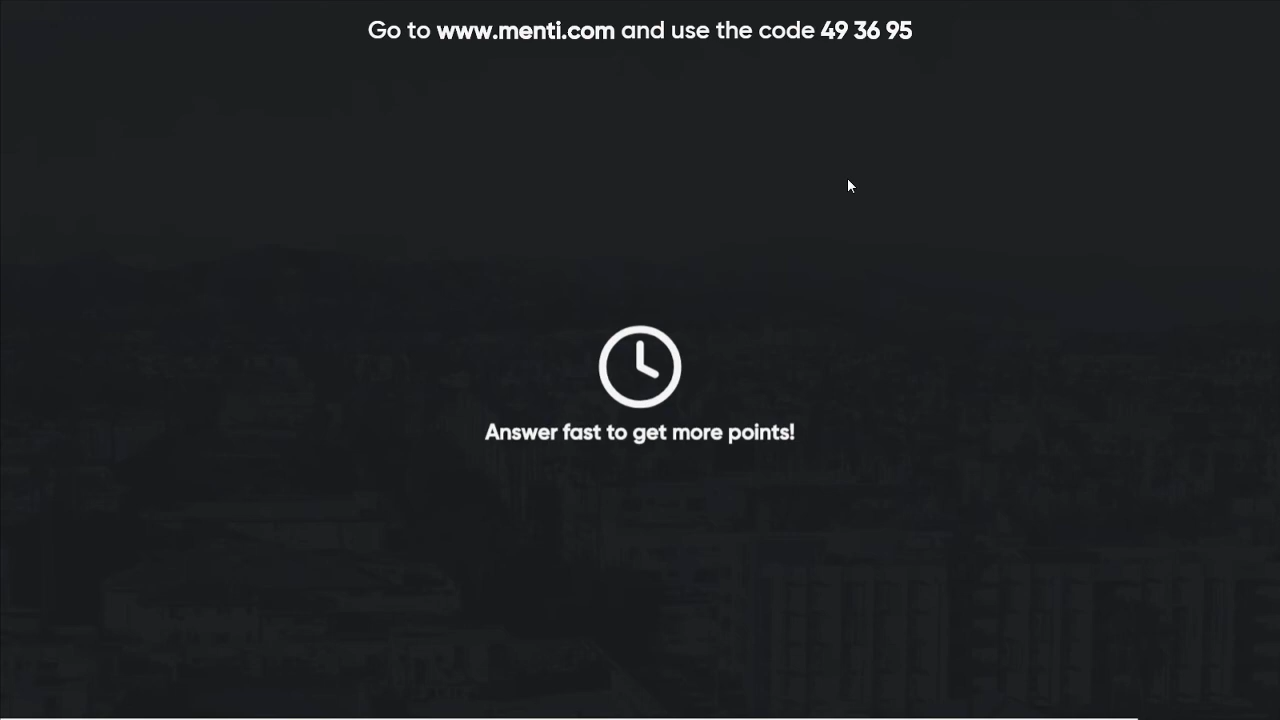 Go to www.menti.com and use the code 49 36 95
Answer fast to get more points!